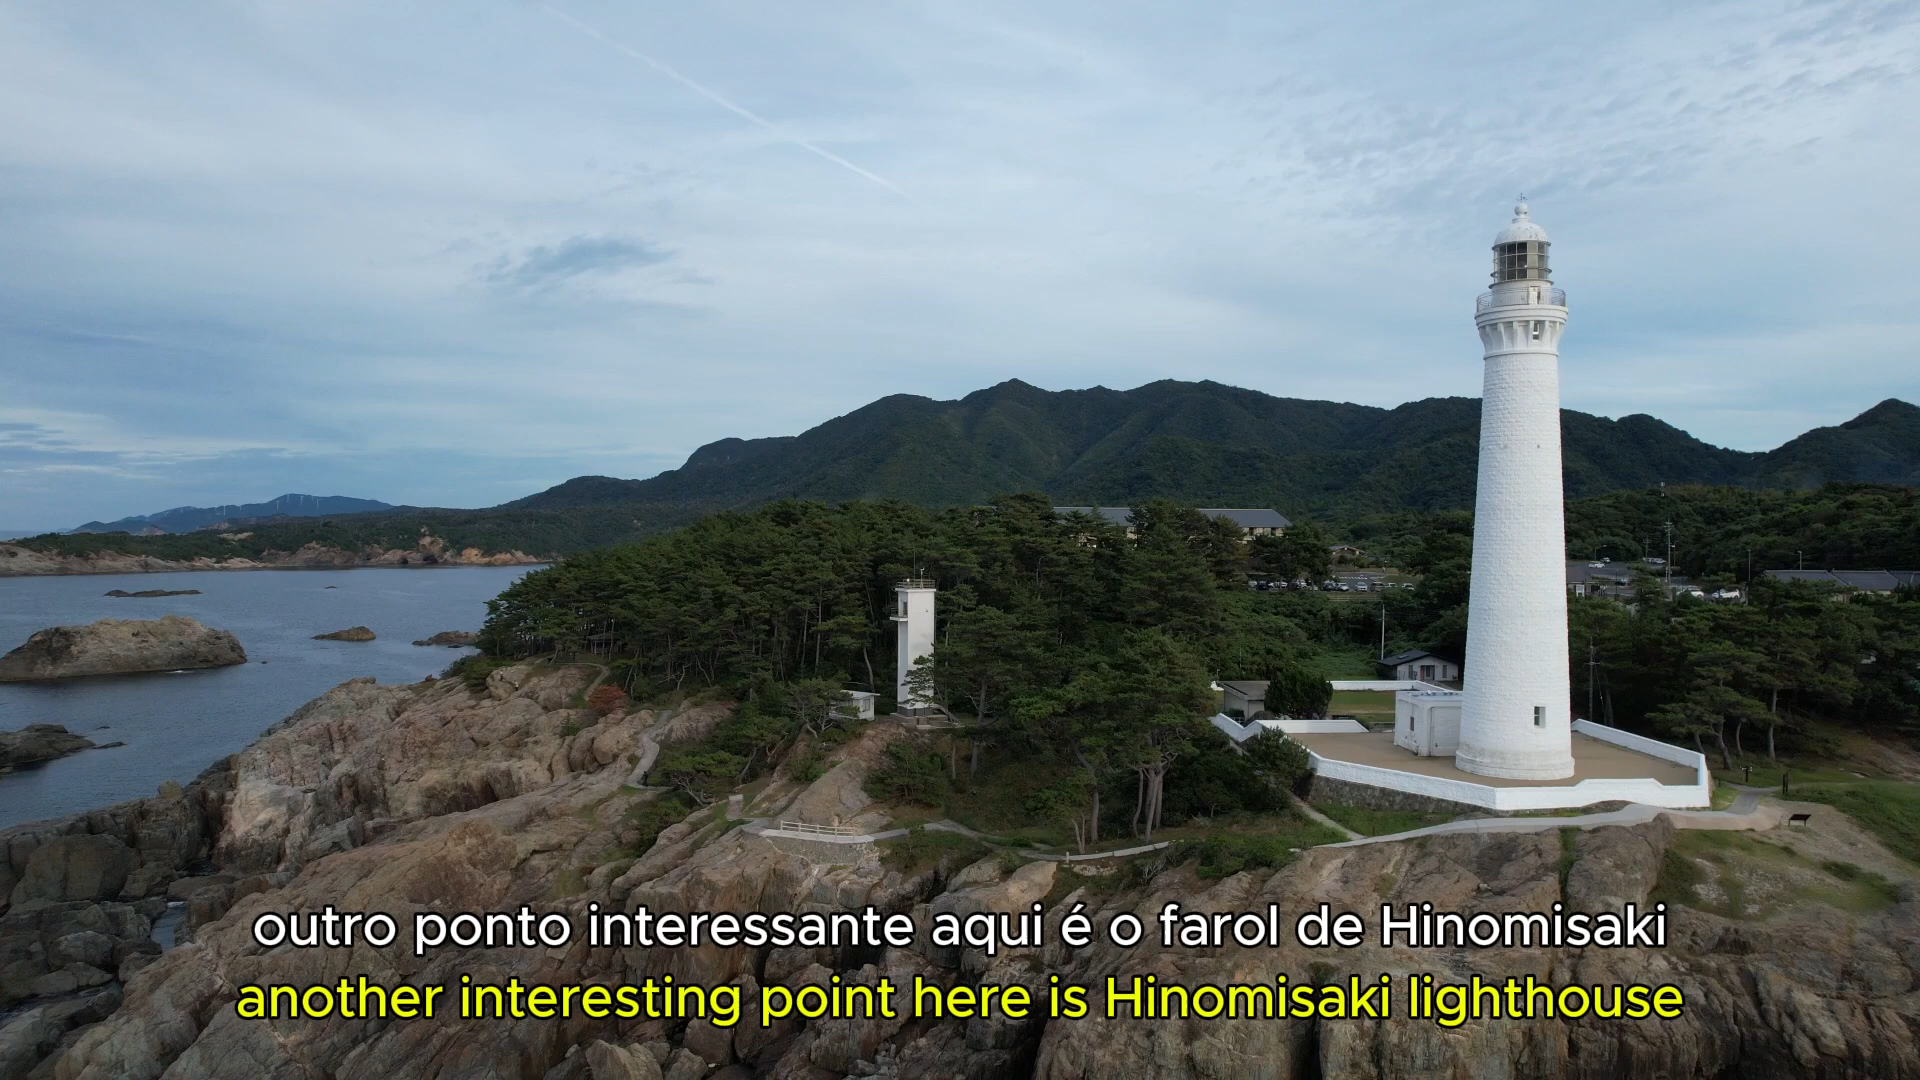 outro ponto interessante aqui é o farol de Hinomisaki
another interesting point here is Hinomisaki lighthouse